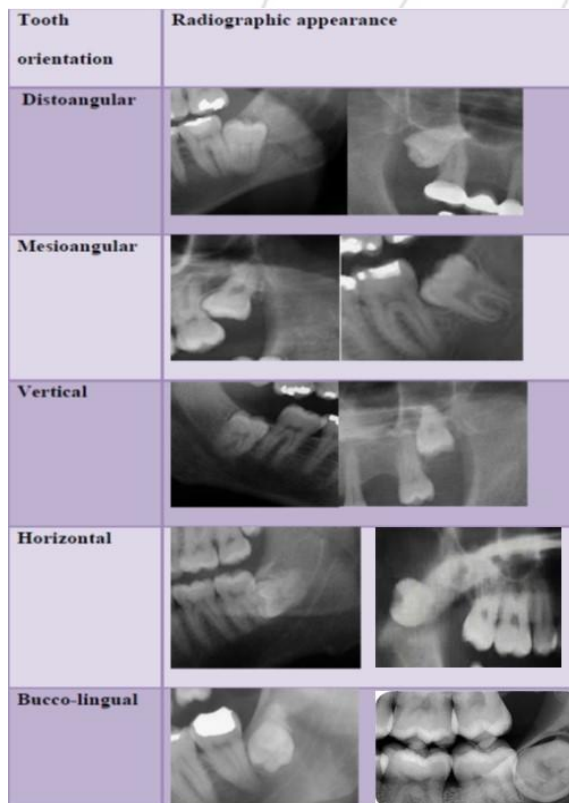 Tooth
orientation
Radiographic appearance
Distoangular
Mesioangular
Vertical
Horizontal
Bucco-lingual